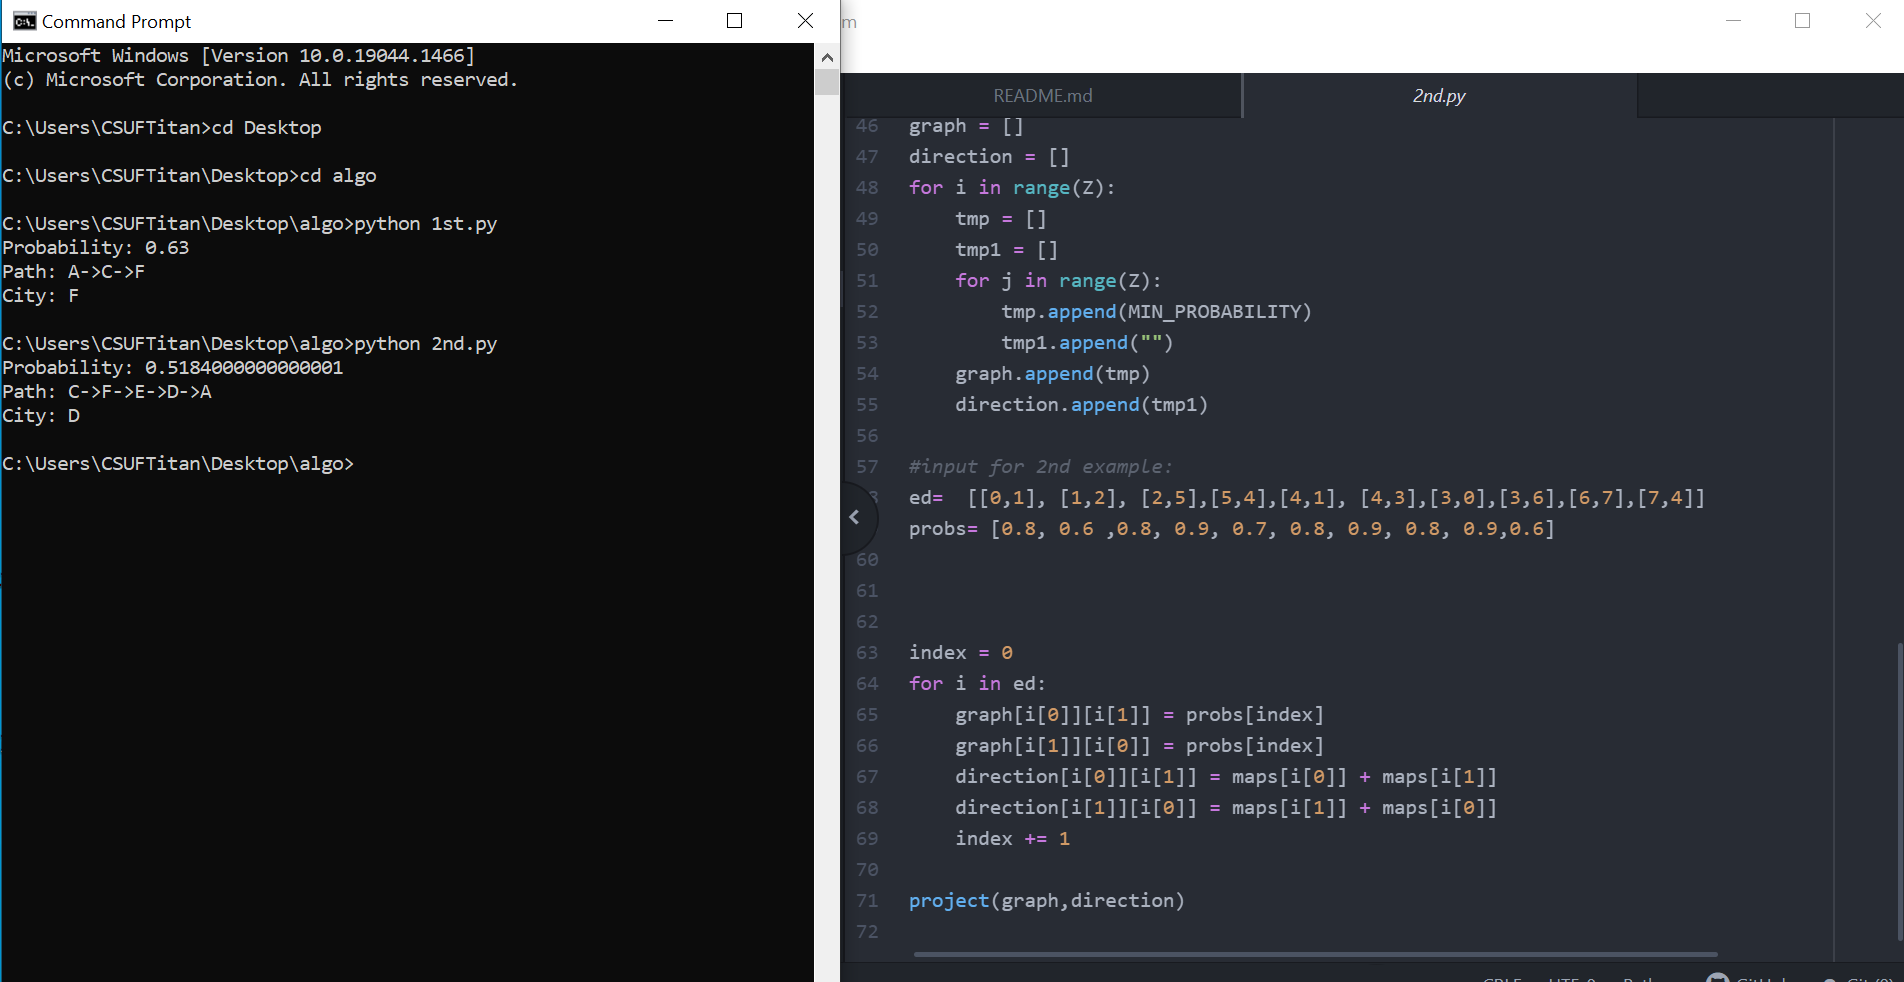 Command Prompt
Microsoft Windows [Version 10.0.19044.1466]
(c) Microsoft Corporation. All rights reserved.
C:\Users\CSUFTitan>cd Desktop
C:\Users\CSUFTitan\Desktop>cd algo
C:\Users\CSUFTitan\Desktop\algo>python 1st.py
Probability: 0.63
Path: A->C->F
City: F
C:\Users\CSUFTitan\Desktop\algo>python 2nd.py
Probability: 0.5184000000000001
Path: C->F->E->D->A
City: D
C:\Users\CSUFTitan\Desktop\algo>
m
README.md 2nd.py
46 graph = []
47 direction = []
48 for i in range(Z):
49 tmp = []
50 tmp1 = []
51 for j in range(Z):
52 tmp.append(MIN_PROBABILITY)
53 tmp1.append("")
54 graph.append(tmp)
55 direction.append(tmp1)
56
57 #input for 2nd example:
ed=  [[0,1], [1,2], [2,5],[5,4],[4,1], [4,3],[3,0],[3,6],[6,7],[7,4]]
probs= [0.8, 0.6 ,0.8, 0.9, 0.7, 0.8, 0.9, 0.8, 0.9,0.6]
60
61
62
63 index = 0
64 for i in ed:
65 graph[i[0]][i[1]] = probs[index]
66 graph[i[1]][i[0]] = probs[index]
67 direction[i[0]][i[1]] = maps[i[0]] + maps[i[1]]
68 direction[i[1]][i[0]] = maps[i[1]] + maps[i[0]]
69 index += 1
70
71 project(graph,direction)
72